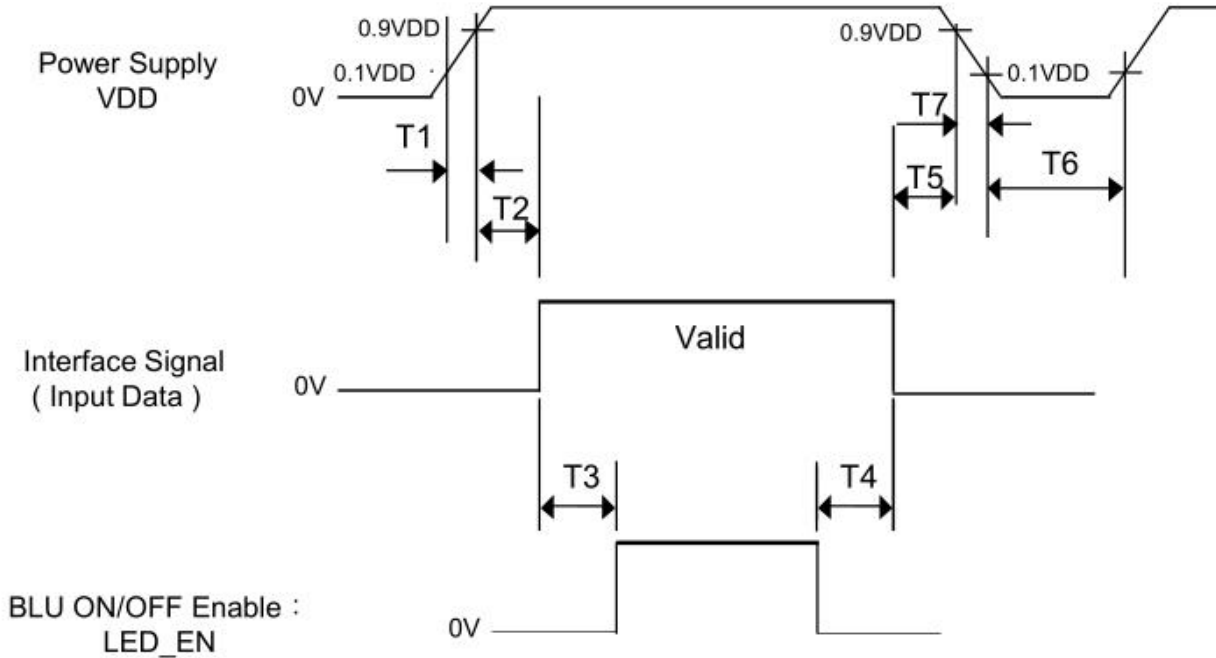 0.9VDD
0.9VDD
Power Supply
VDD
0.1VDD
0.1VDD
0V
T1
T7
T2
T5
T6
Valid
Interface Signal
( Input Data )
0V
T3
T4
BLU ON/OFF Enable :
LED_EN
0V